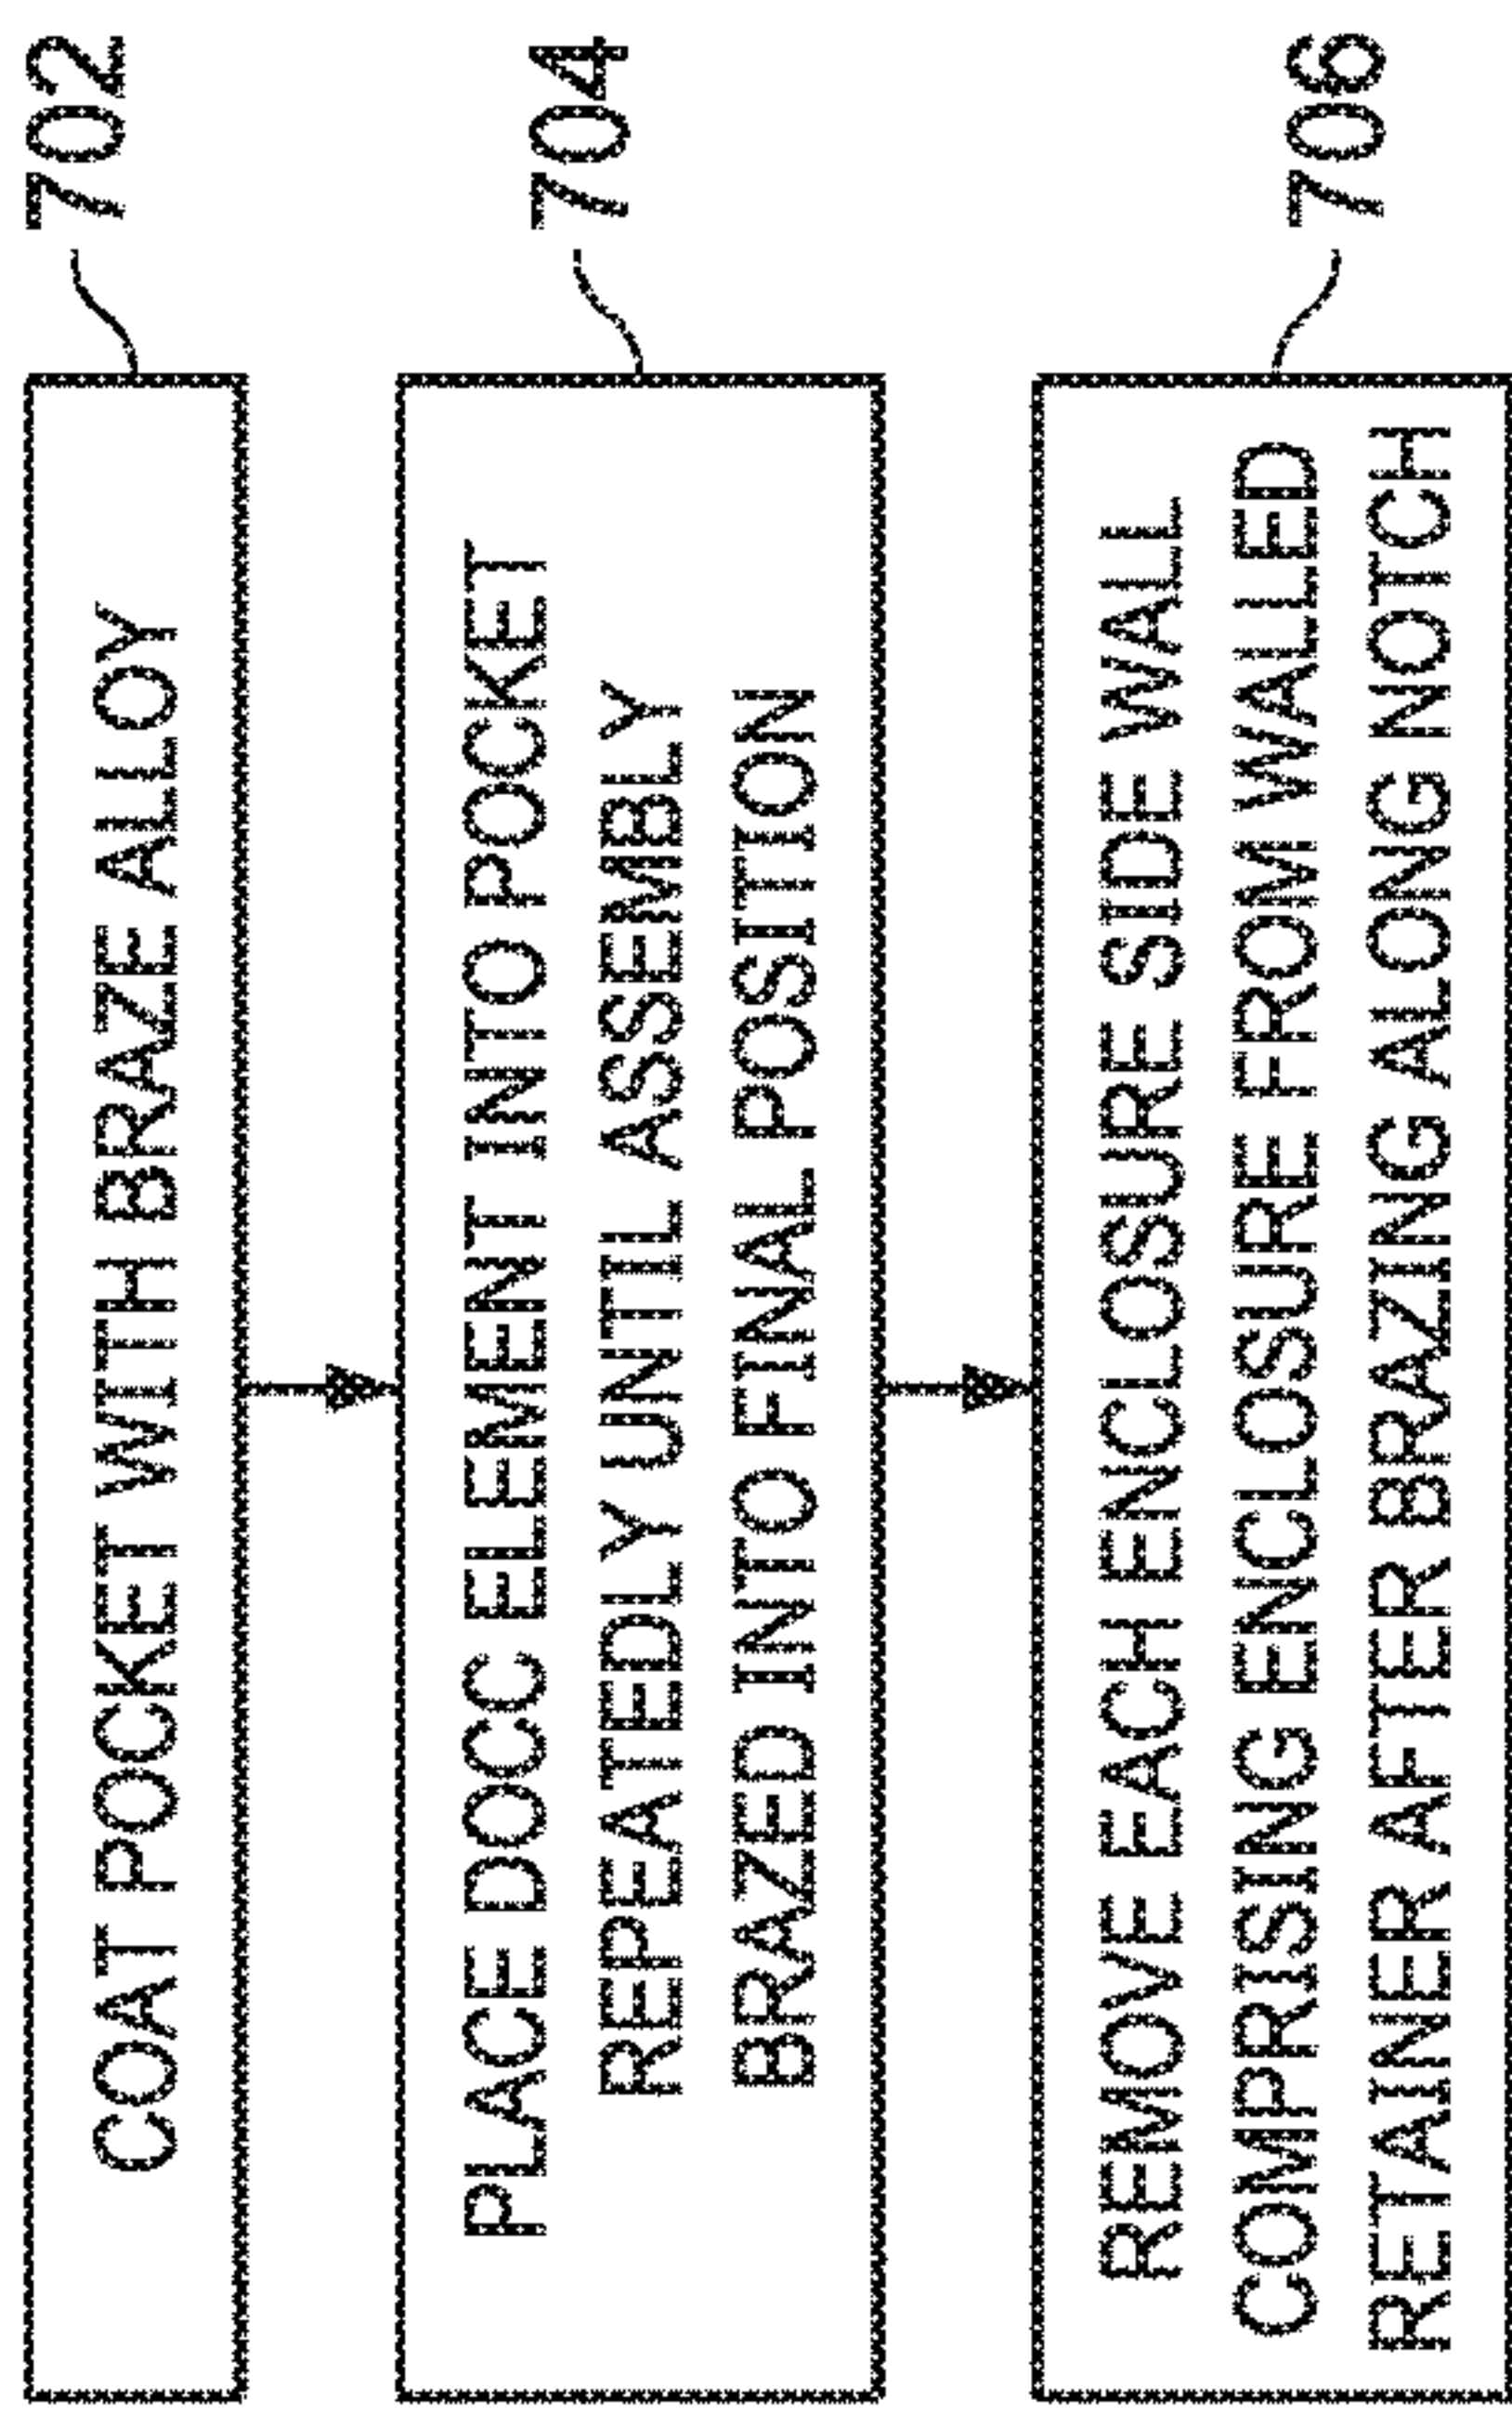 COAT POCKET WITH BRAZE ALLOY
702
PLACE DOCC ELEMENT INTO POCKET
REPEATEDLY UNTIL ASSEMBLY
BRAZED INTO FINAL POSITION
704
REMOVE EACH ENCLOSURE SIDE WALL
COMPRISING ENCLOSURE FROM WALLED
RETAINER AFTER BRAZING ALONG NOTCH
706